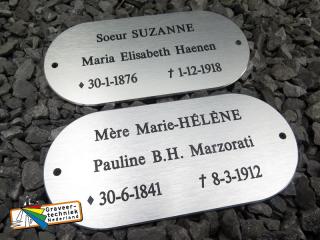 Soeur SUZANNE
Maria Elisabeth Haenen
♦ 30-1-1876 † 1-12-1918
Mère Marie-HÉLÈNE
Pauline B.H. Marzorati
♦ 30-6-1841 † 8-3-1912
Graveer-
techniek
Nederland